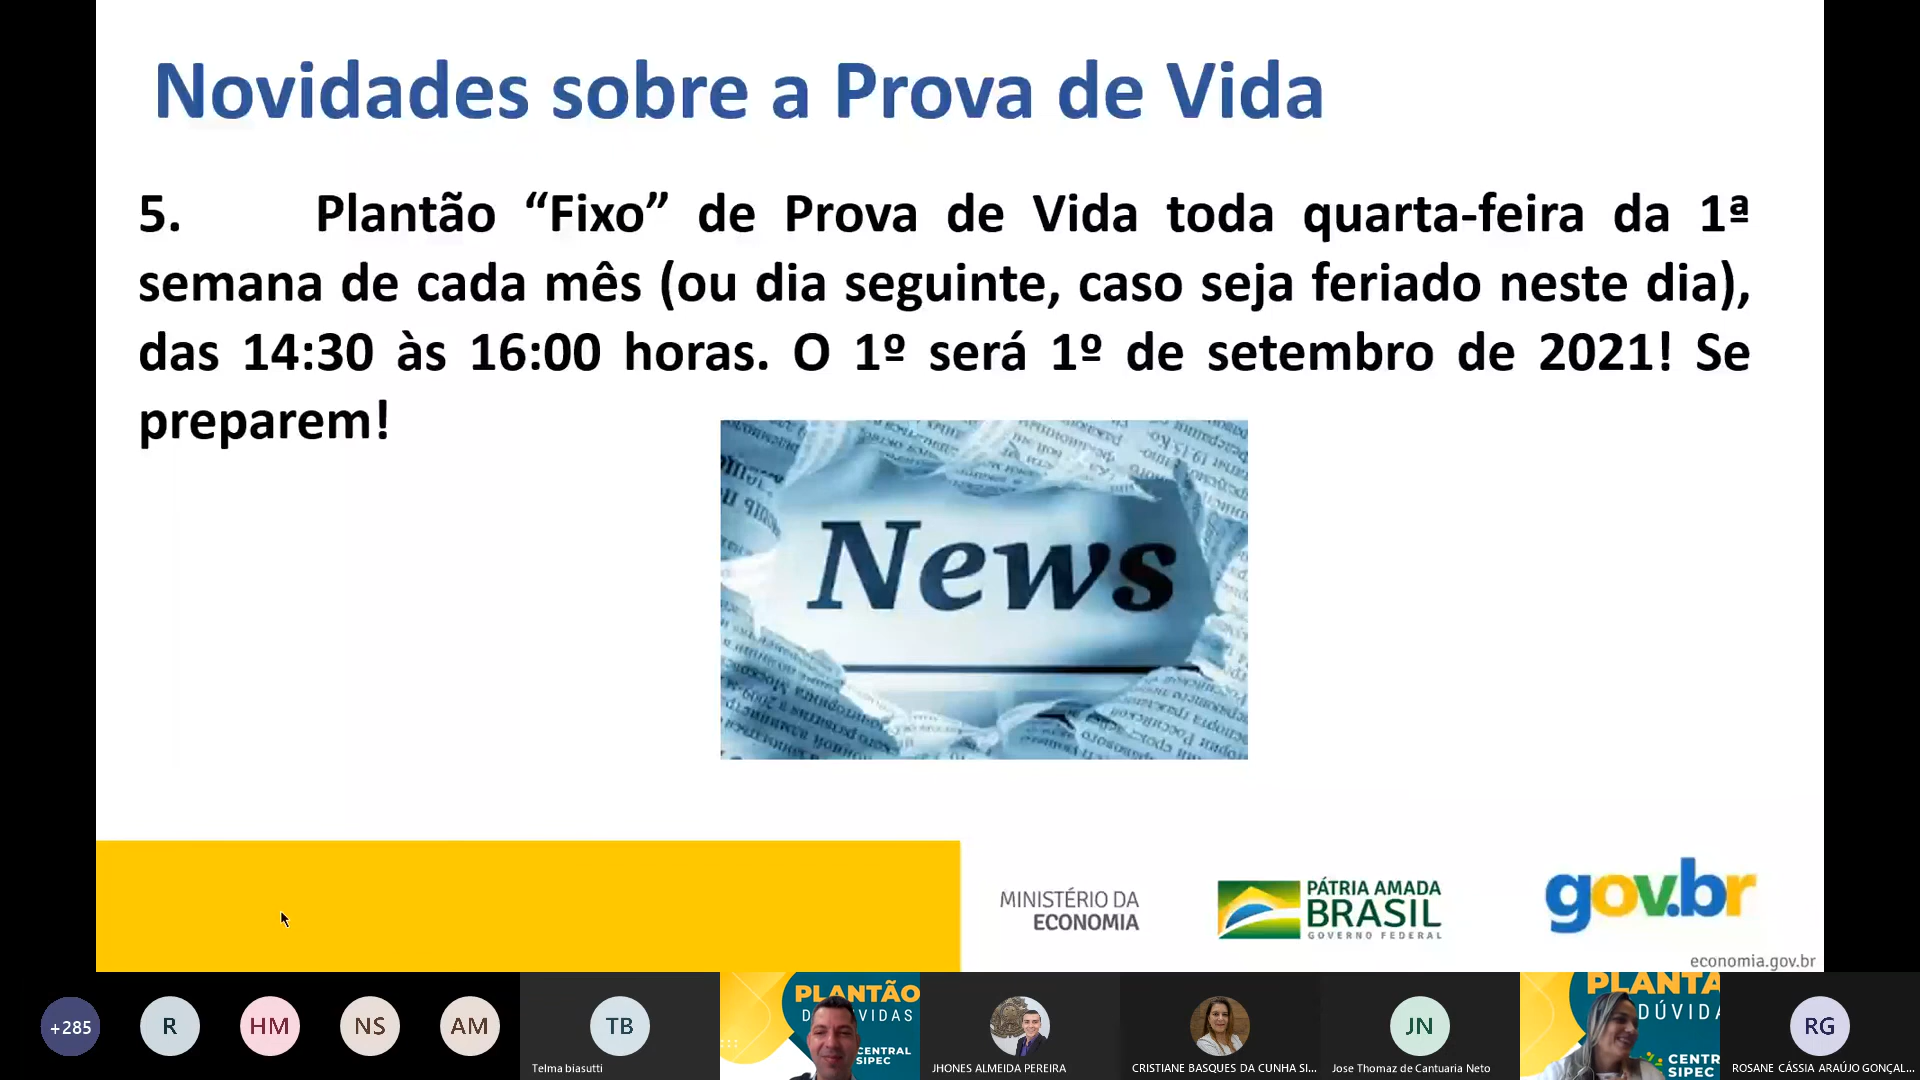 Novidades sobre a Prova de Vida
5. Plantão “Fixo” de Prova de Vida toda quarta-feira da 1ª
semana de cada mês (ou dia seguinte, caso seja feriado neste dia),
das 14:30 às 16:00 horas. O 1º será 1º de setembro de 2021! Se
preparem!
News
MINISTÉRIO DA
ECONOMIA
PÁTRIA AMADA
BRASIL
GOVERNO FEDERAL
gov.br
economia.gov.br
+285
R
HM
NS
AM
TB
Telma biasutti
PLANTÃO
CENTRAL
SIPEC
JHONES ALMEIDA PEREIRA
CRISTIANE BASQUES DA CUNHA SI...
JN
Jose Thomaz de Cantuaria Neto
PLANTA
DÚVIDA
CENTR
SIPEC
RG
ROSANE CÁSSIA ARAÚJO GONÇAL...